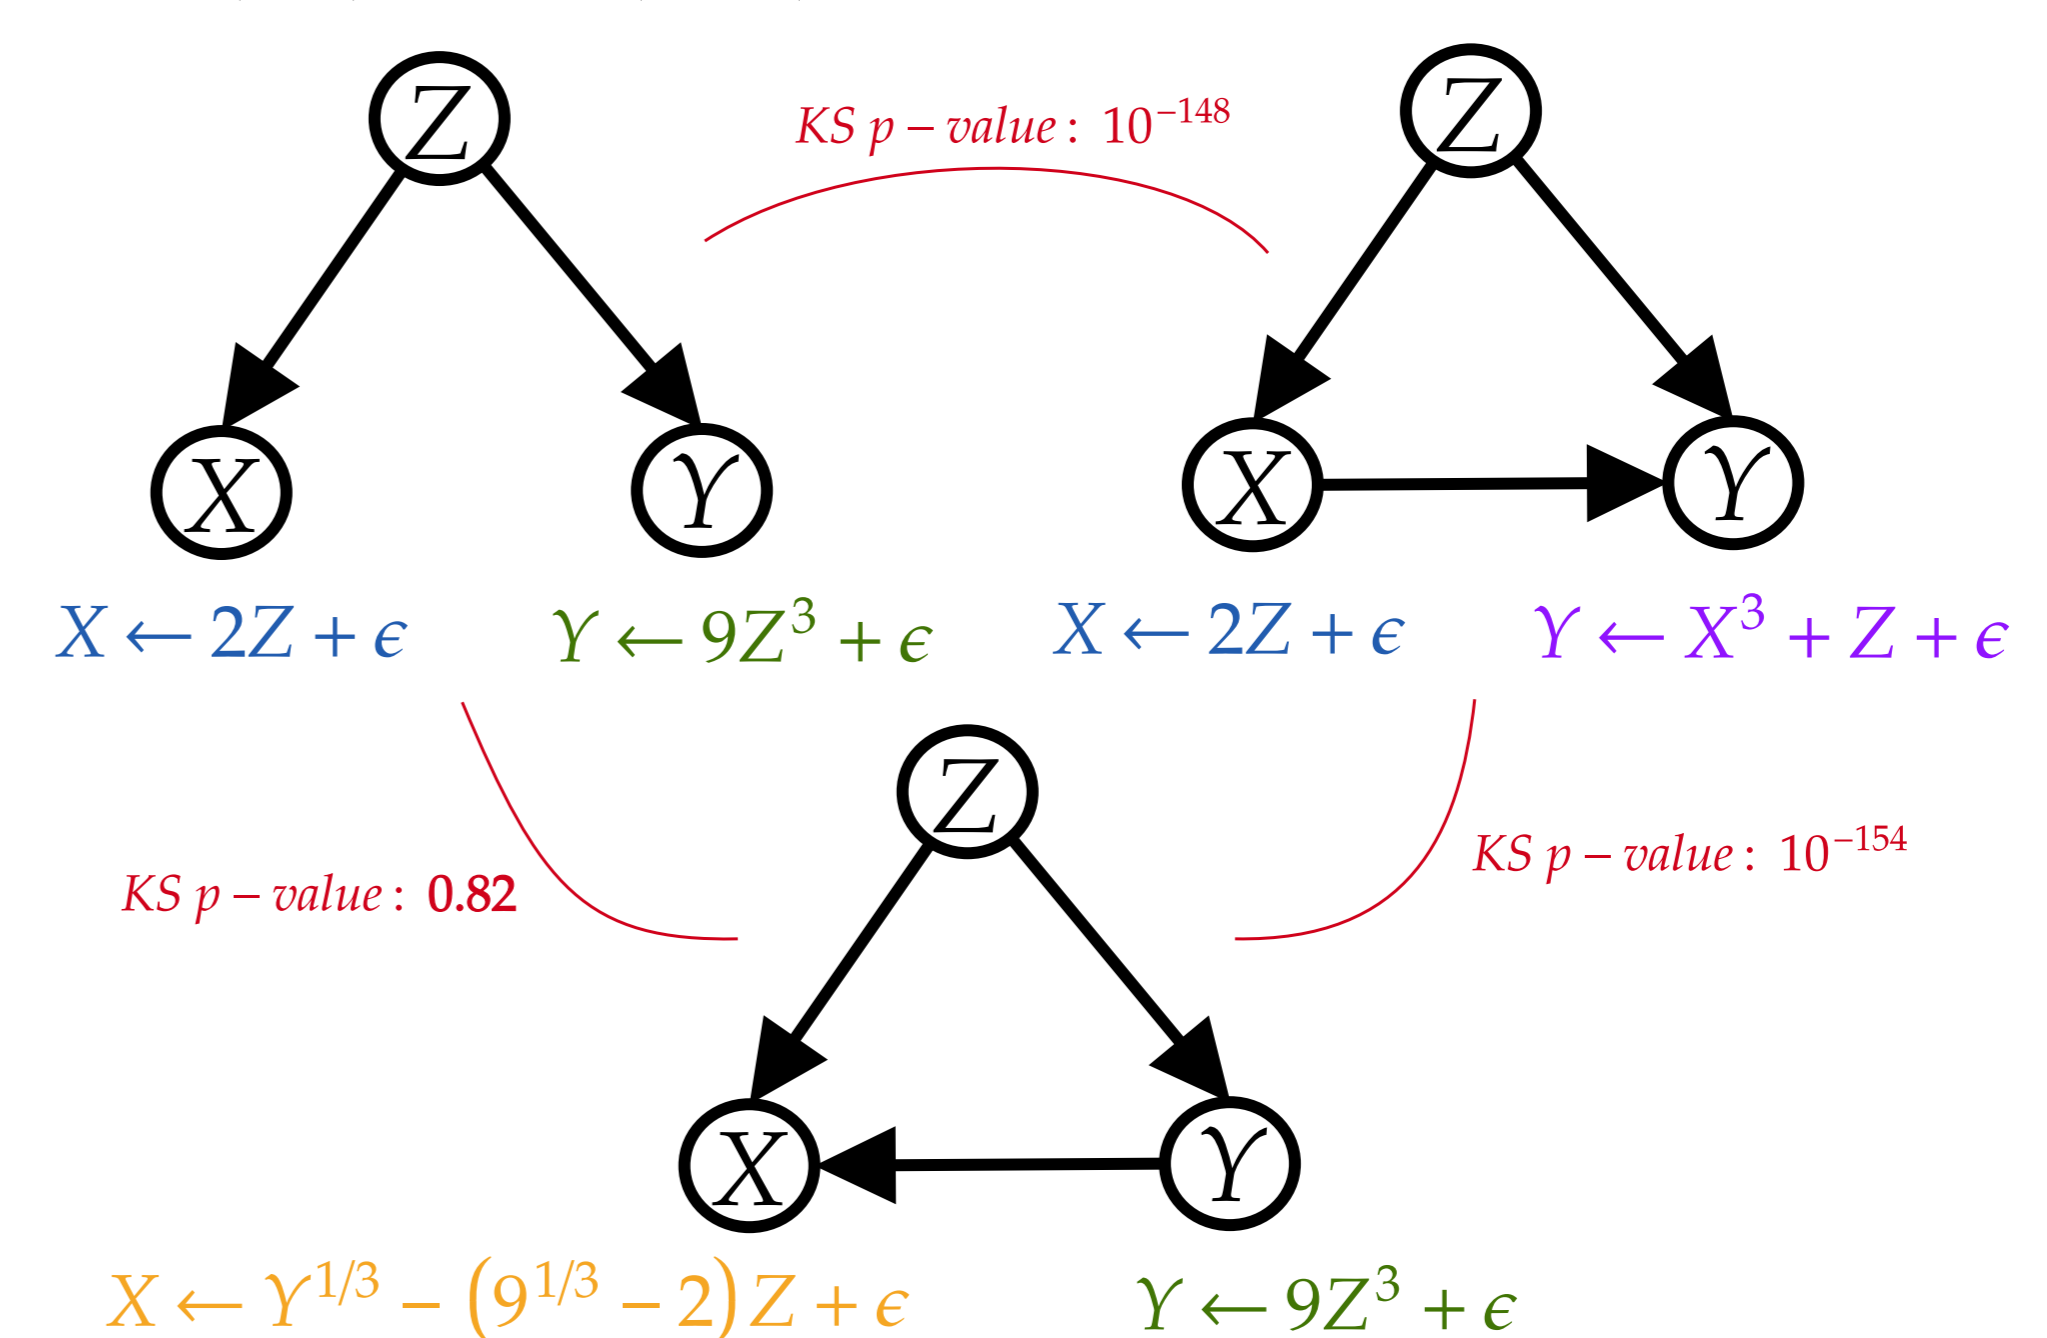 Z
KS p − value : 10^−148
Z
X
Y
X
Y
X ← 2Z + ϵ
Y ← 9Z^3 + ϵ
X ← 2Z + ϵ
Y ← X^3 + Z + ϵ
Z
KS p − value : 0.82
KS p − value : 10^−154
X
Y
X ← Y^1/3 − (9^1/3 − 2) Z + ϵ
Y ← 9Z^3 + ϵ